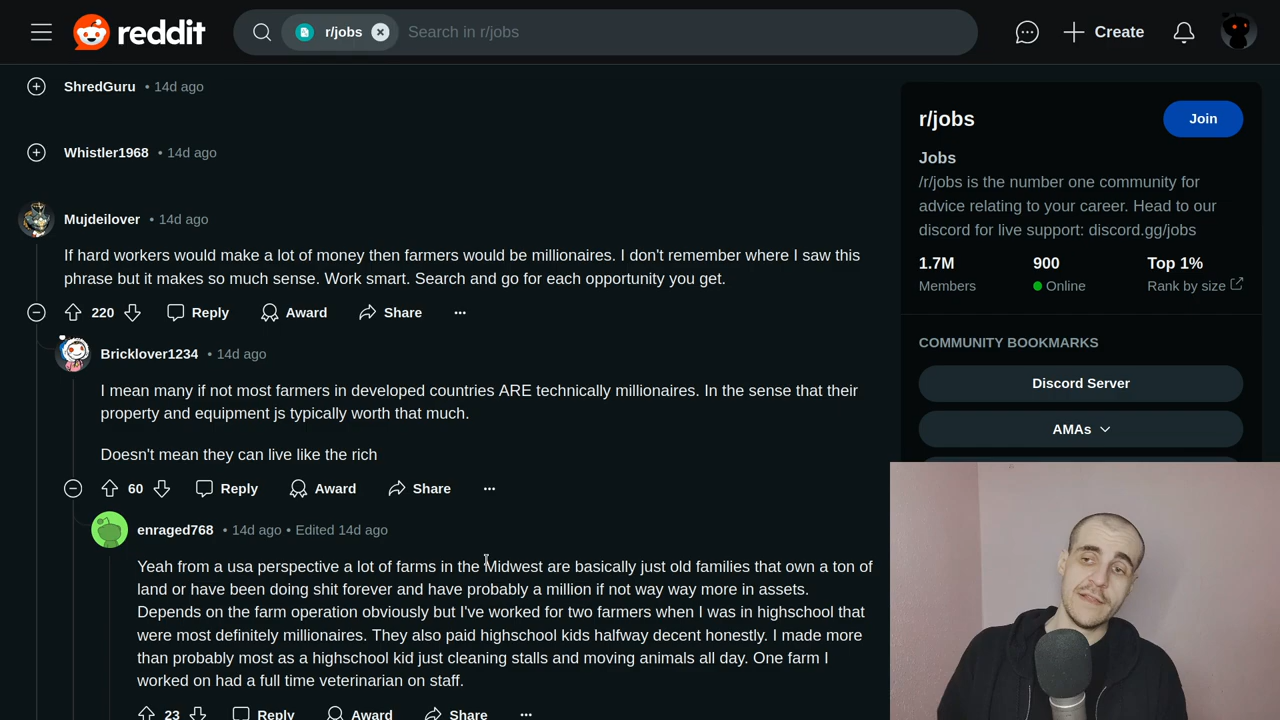 reddit
r/jobs
Search in r/jobs
Create
ShredGuru • 14d ago
Whistler1968 • 14d ago
Mujdeilover • 14d ago
If hard workers would make a lot of money then farmers would be millionaires. I don't remember where I saw this
phrase but it makes so much sense. Work smart. Search and go for each opportunity you get.
220 Reply Award Share
Bricklover1234 • 14d ago
I mean many if not most farmers in developed countries ARE technically millionaires. In the sense that their
property and equipment js typically worth that much.
Doesn't mean they can live like the rich
60 Reply Award Share
enraged768 • 14d ago • Edited 14d ago
Yeah from a usa perspective a lot of farms in the Midwest are basically just old families that own a ton of
land or have been doing shit forever and have probably a million if not way way more in assets.
Depends on the farm operation obviously but I've worked for two farmers when I was in highschool that
were most definitely millionaires. They also paid highschool kids halfway decent honestly. I made more
than probably most as a highschool kid just cleaning stalls and moving animals all day. One farm I
worked on had a full time veterinarian on staff.
23 Reply Award Share
r/jobs
Join
Jobs
/r/jobs is the number one community for
advice relating to your career. Head to our
discord for live support: discord.gg/jobs
1.7M 900 Top 1%
Members Online Rank by size
COMMUNITY BOOKMARKS
Discord Server
AMAs